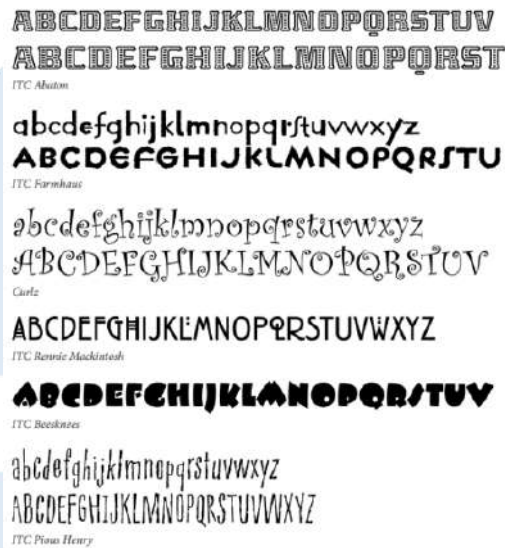 ABCDEFGHIJKLMNOPQRSTUV
ABCDEFGHIJKLMNOPQRST
ITC Abaton
abcdefghijklmnopqrstuvwxyz
ABCDEFGHIJKLMNOPQRSTU
ITC Farmhaus
abcdefghijklmnopqrstuvwxyz
ABCDEFGHIJKLMNOPQRSTUV
Curlz
ABCDEFGHIJKLMNOPQRSTUVWXYZ
ITC Rennie Mackintosh
ABCDEFGHIJKLMNOPQRSTUV
ITC Beesknees
abcdefghijklmnopqrstuvwxyz
ABCDEFGHIJKLMNOPQRSTUVWXYZ
ITC Pious Henry